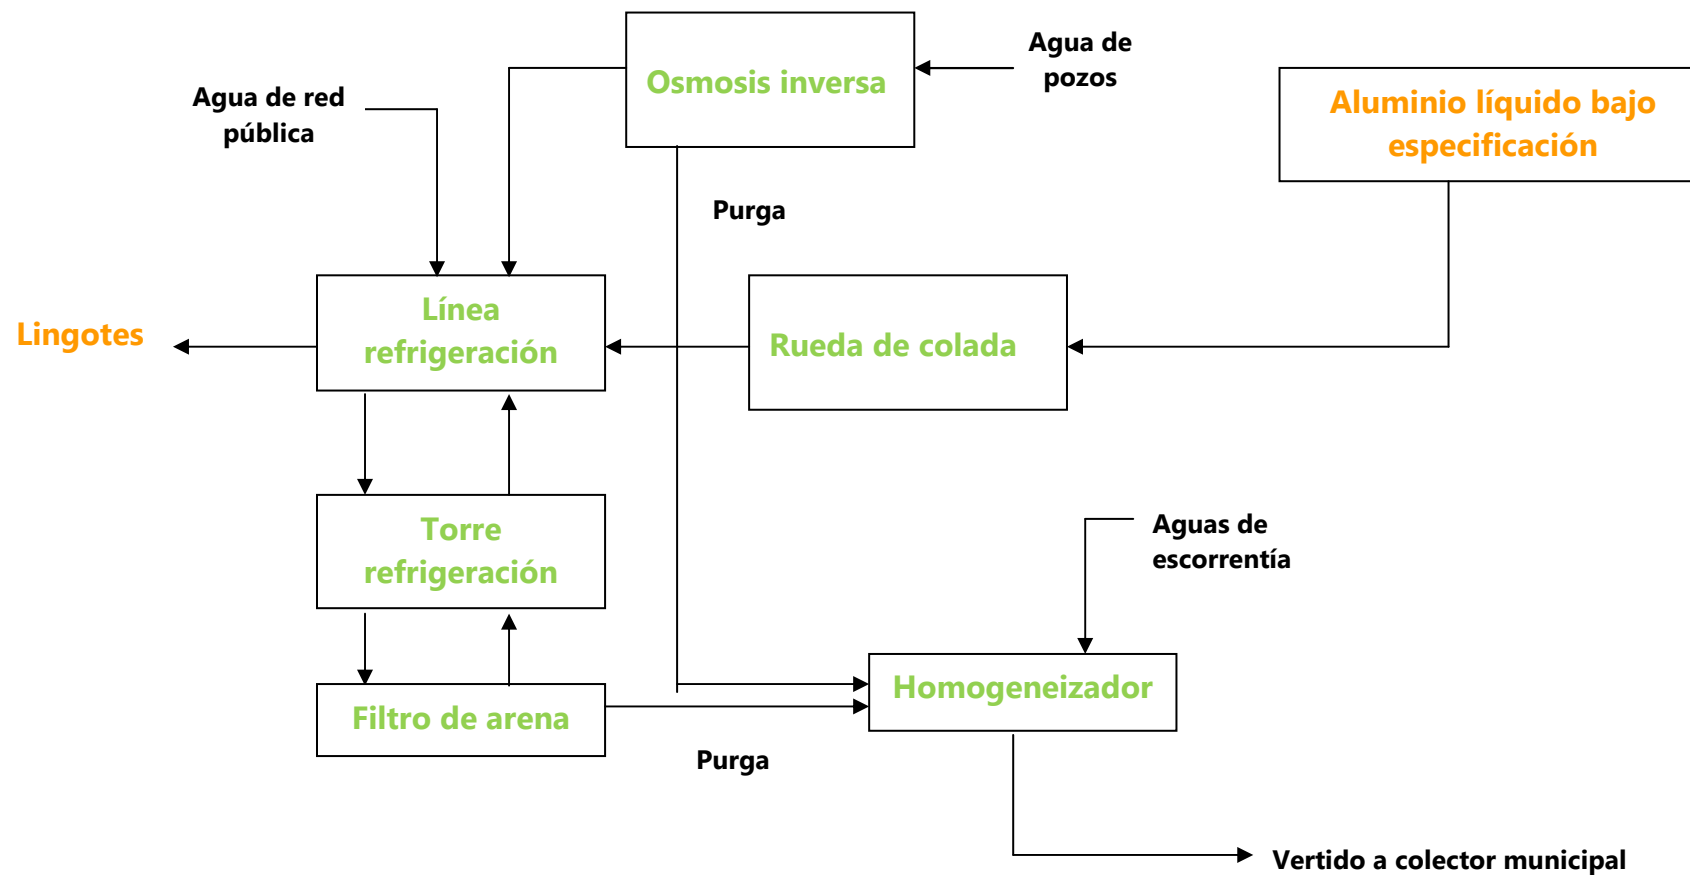 Agua de
pozos
Osmosis inversa
Agua de red
pública
Aluminio líquido bajo
especificación
Purga
Línea
refrigeración
Lingotes
Rueda de colada
Torre
refrigeración
Aguas de
escorrentía
Homogeneizador
Filtro de arena
Purga
Vertido a colector municipal